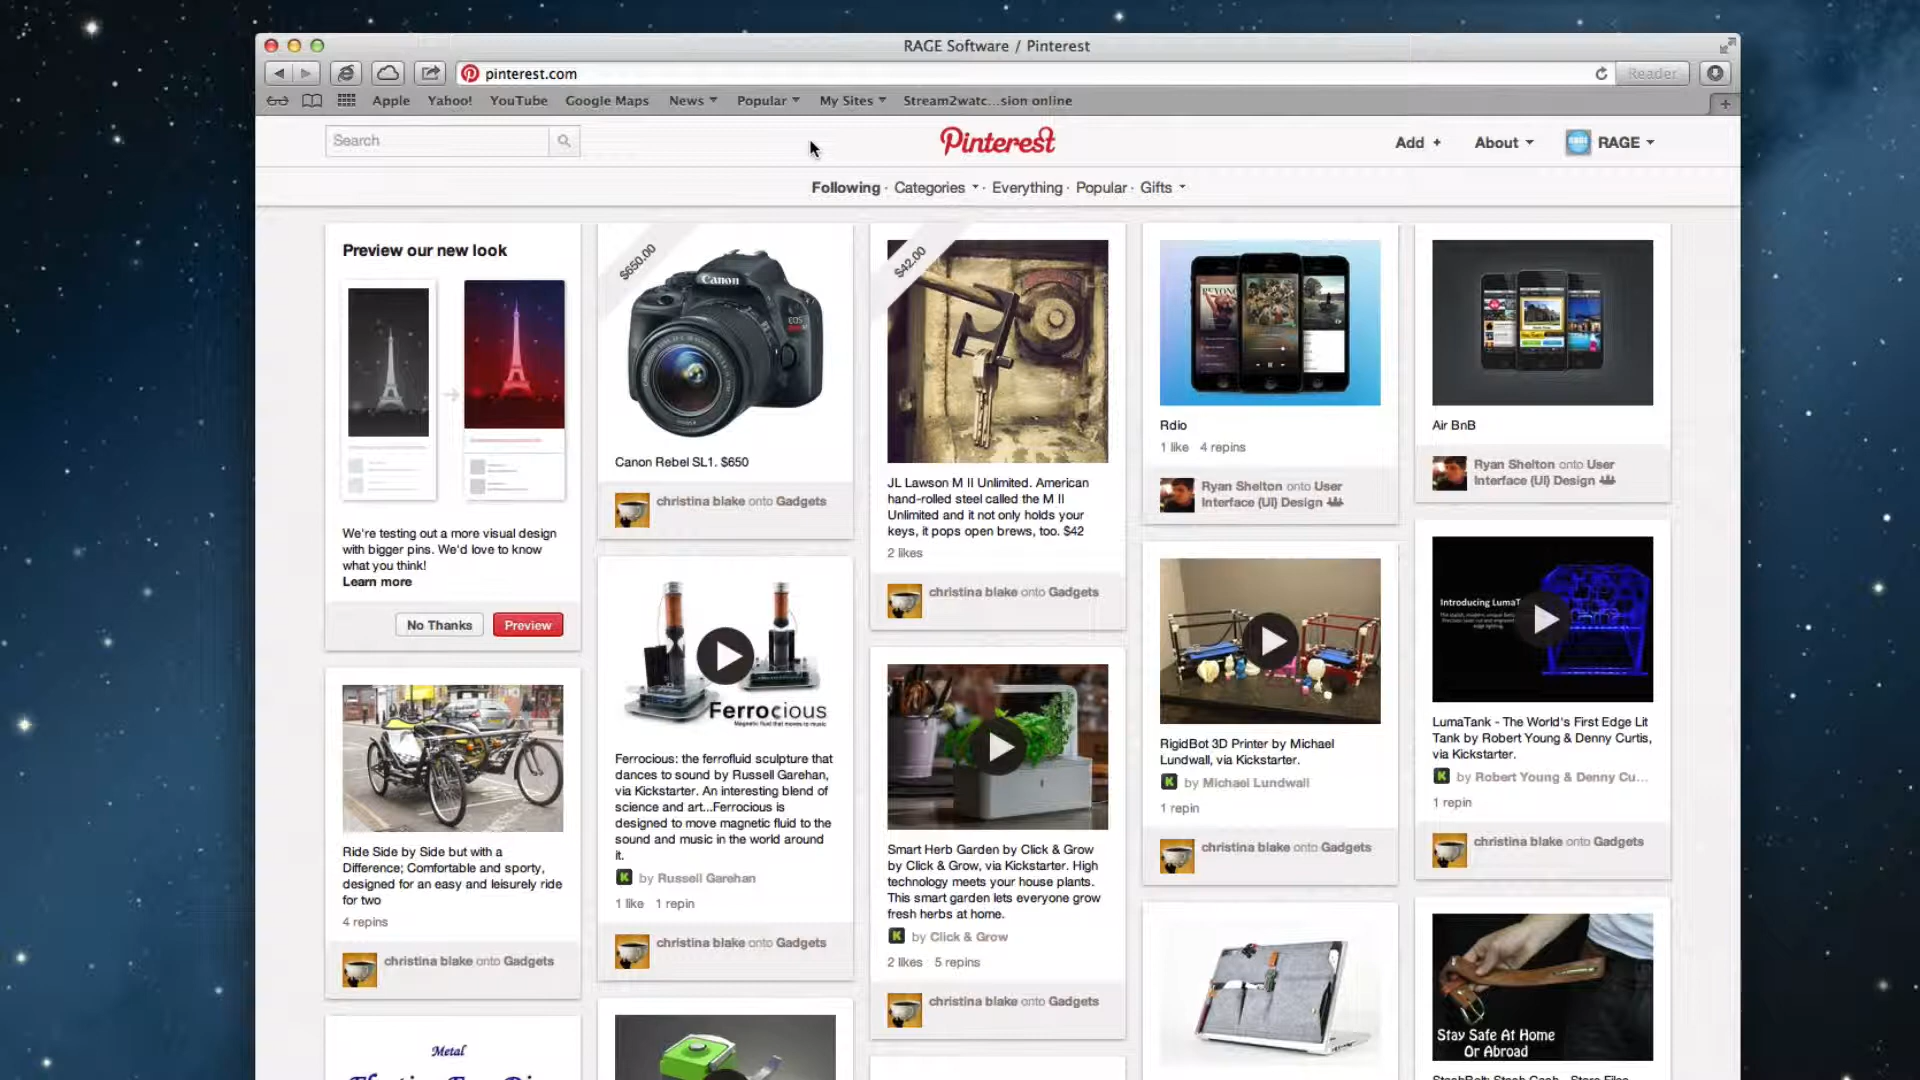 RAGE Software / Pinterest
pinterest.com
Reader
Apple
Yahoo!
YouTube
Google Maps
News
Popular
My Sites
Stream2watc...sion online
Search
Pinterest
Add +
About
RAGE
Following · Categories · Everything · Popular · Gifts
Preview our new look
We're testing out a more visual design
with bigger pins. We'd love to know
what you think!
Learn more
No Thanks
Preview
Ride Side by Side but with a
Difference; Comfortable and sporty,
designed for an easy and leisurely ride
for two
4 repins
christina blake onto Gadgets
Metal
$650.00
Canon
EOS
Canon Rebel SL1. $650
christina blake onto Gadgets
Ferrocious
Magnetic fluid that moves to music
Ferrocious: the ferrofluid sculpture that
dances to sound by Russell Garehan,
via Kickstarter. An interesting blend of
science and art...Ferrocious is
designed to move magnetic fluid to the
sound and music in the world around
it.
K by Russell Garehan
1 like 1 repin
christina blake onto Gadgets
$42.00
JL Lawson M II Unlimited. American
hand-rolled steel called the M II
Unlimited and it not only holds your
keys, it pops open brews, too. $42
2 likes
christina blake onto Gadgets
Smart Herb Garden by Click & Grow
by Click & Grow, via Kickstarter. High
technology meets your house plants.
This smart garden lets everyone grow
fresh herbs at home.
K by Click & Grow
2 likes 5 repins
christina blake onto Gadgets
Rdio
1 like 4 repins
Ryan Shelton onto User
Interface (UI) Design
RigidBot 3D Printer by Michael
Lundwall, via Kickstarter.
K by Michael Lundwall
1 repin
christina blake onto Gadgets
Air BnB
Ryan Shelton onto User
Interface (UI) Design
Introducing LumaT
LumaTank - The World's First Edge Lit
Tank by Robert Young & Denny Curtis,
via Kickstarter.
K by Robert Young & Denny Cu...
1 repin
christina blake onto Gadgets
Stay Safe At Home
Or Abroad